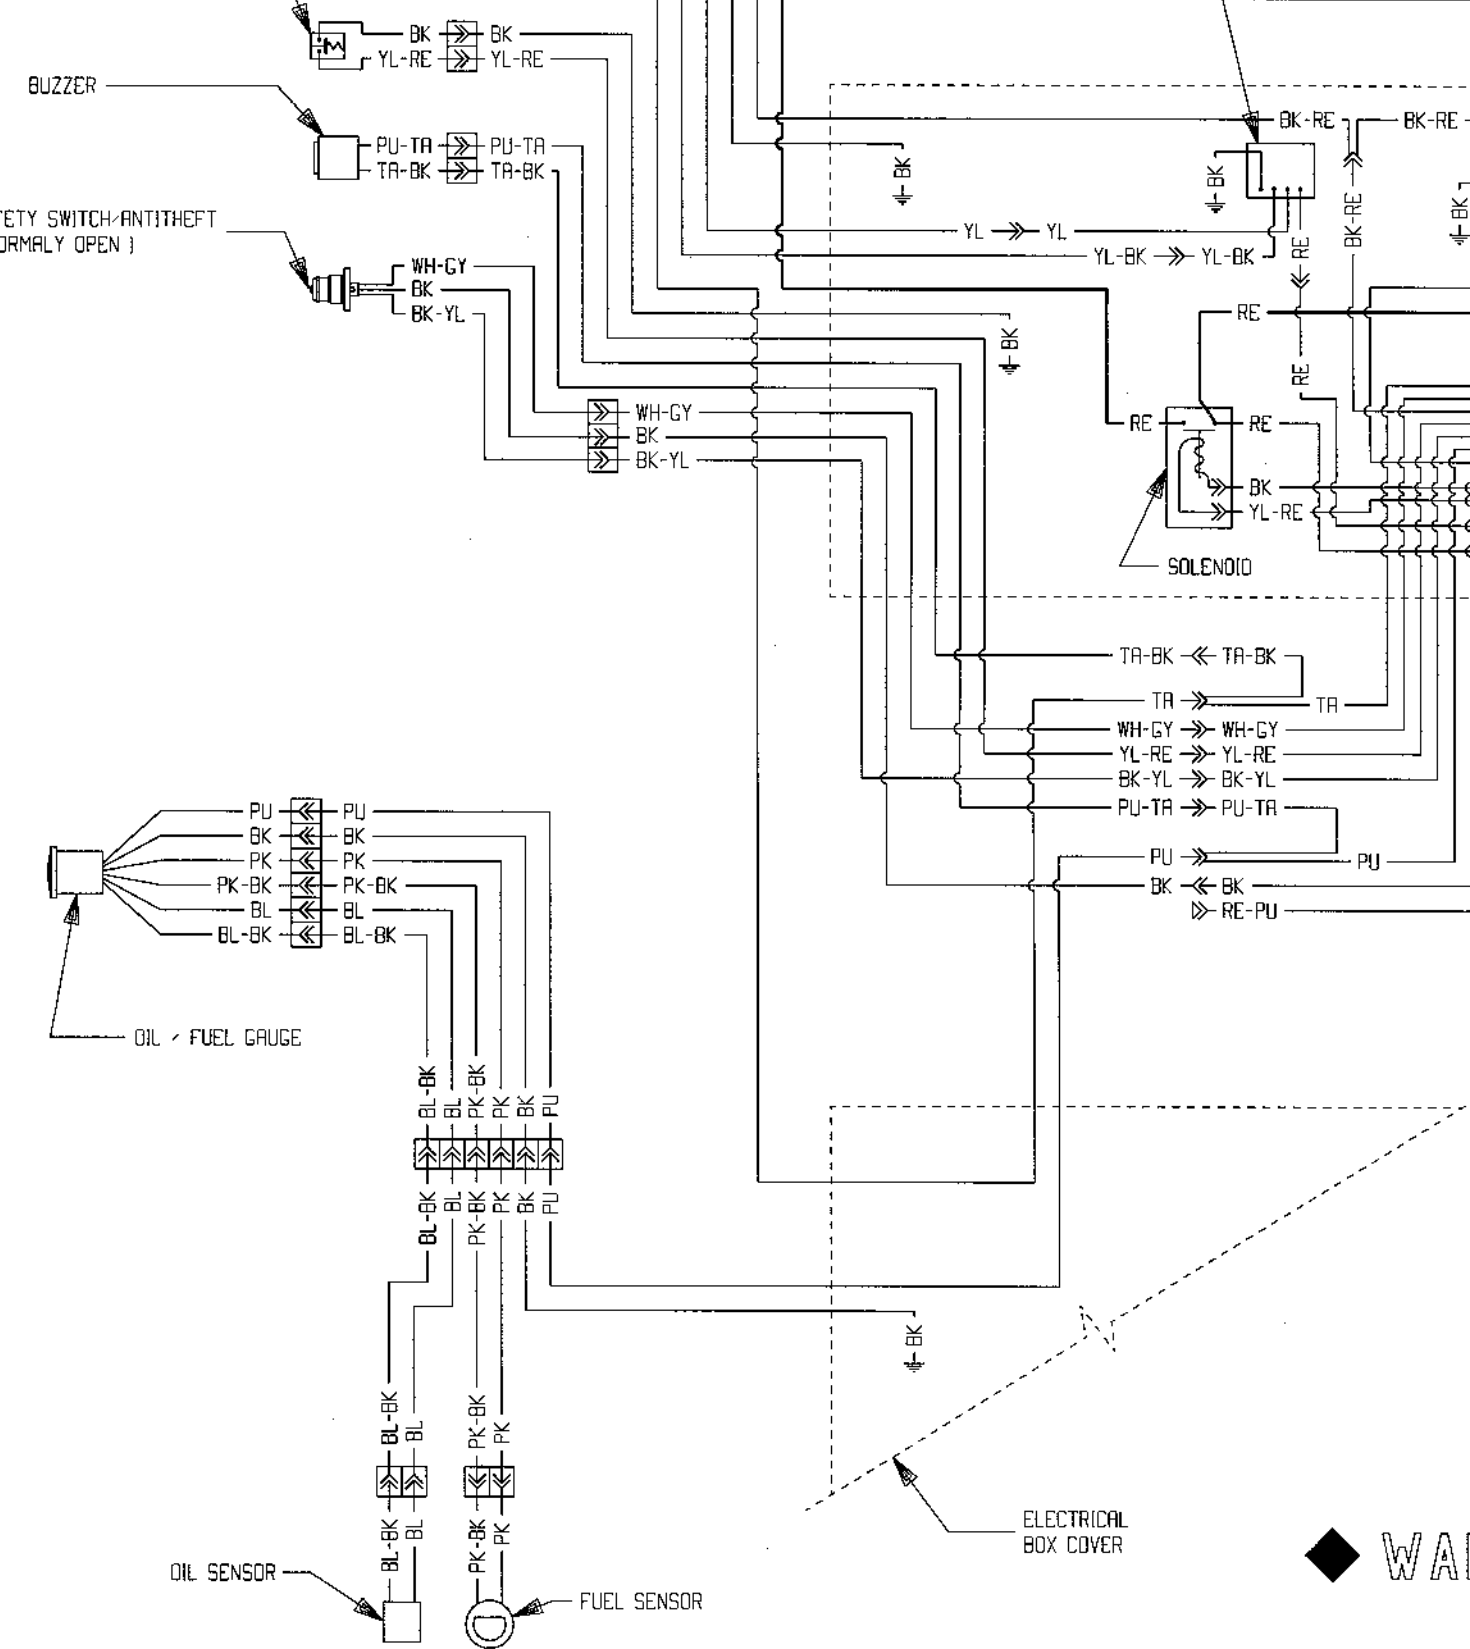 BK BK
YL-RE YL-RE
BUZZER
PU-TA PU-TA
TA-BK TA-BK
BK-RE BK-RE
BK
BK
BK-RE
BK
RE
FETY SWITCH/ANTITHEFT
ORMALY OPEN )
YL YL
YL-BK YL-BK
WH-GY
BK
BK-YL
RE
BK
RE
WH-GY
BK
BK-YL
RE RE
BK
YL-RE
SOLENOID
TA-BK TA-BK
TA TA
WH-GY WH-GY
YL-RE YL-RE
BK-YL BK-YL
PU-TA PU-TA
PU PU
BK BK
RE-PU
PU PU
BK BK
PK PK
PK-BK PK-BK
BL BL
BL-BK BL-BK
OIL / FUEL GAUGE
BL-BK BL PK-BK PK BK PU
BL-BK BL PK-BK PK BK PU
BK
BL-BK BL PK-BK PK
BL-BK BL PK-BK PK
ELECTRICAL
BOX COVER
OIL SENSOR
FUEL SENSOR